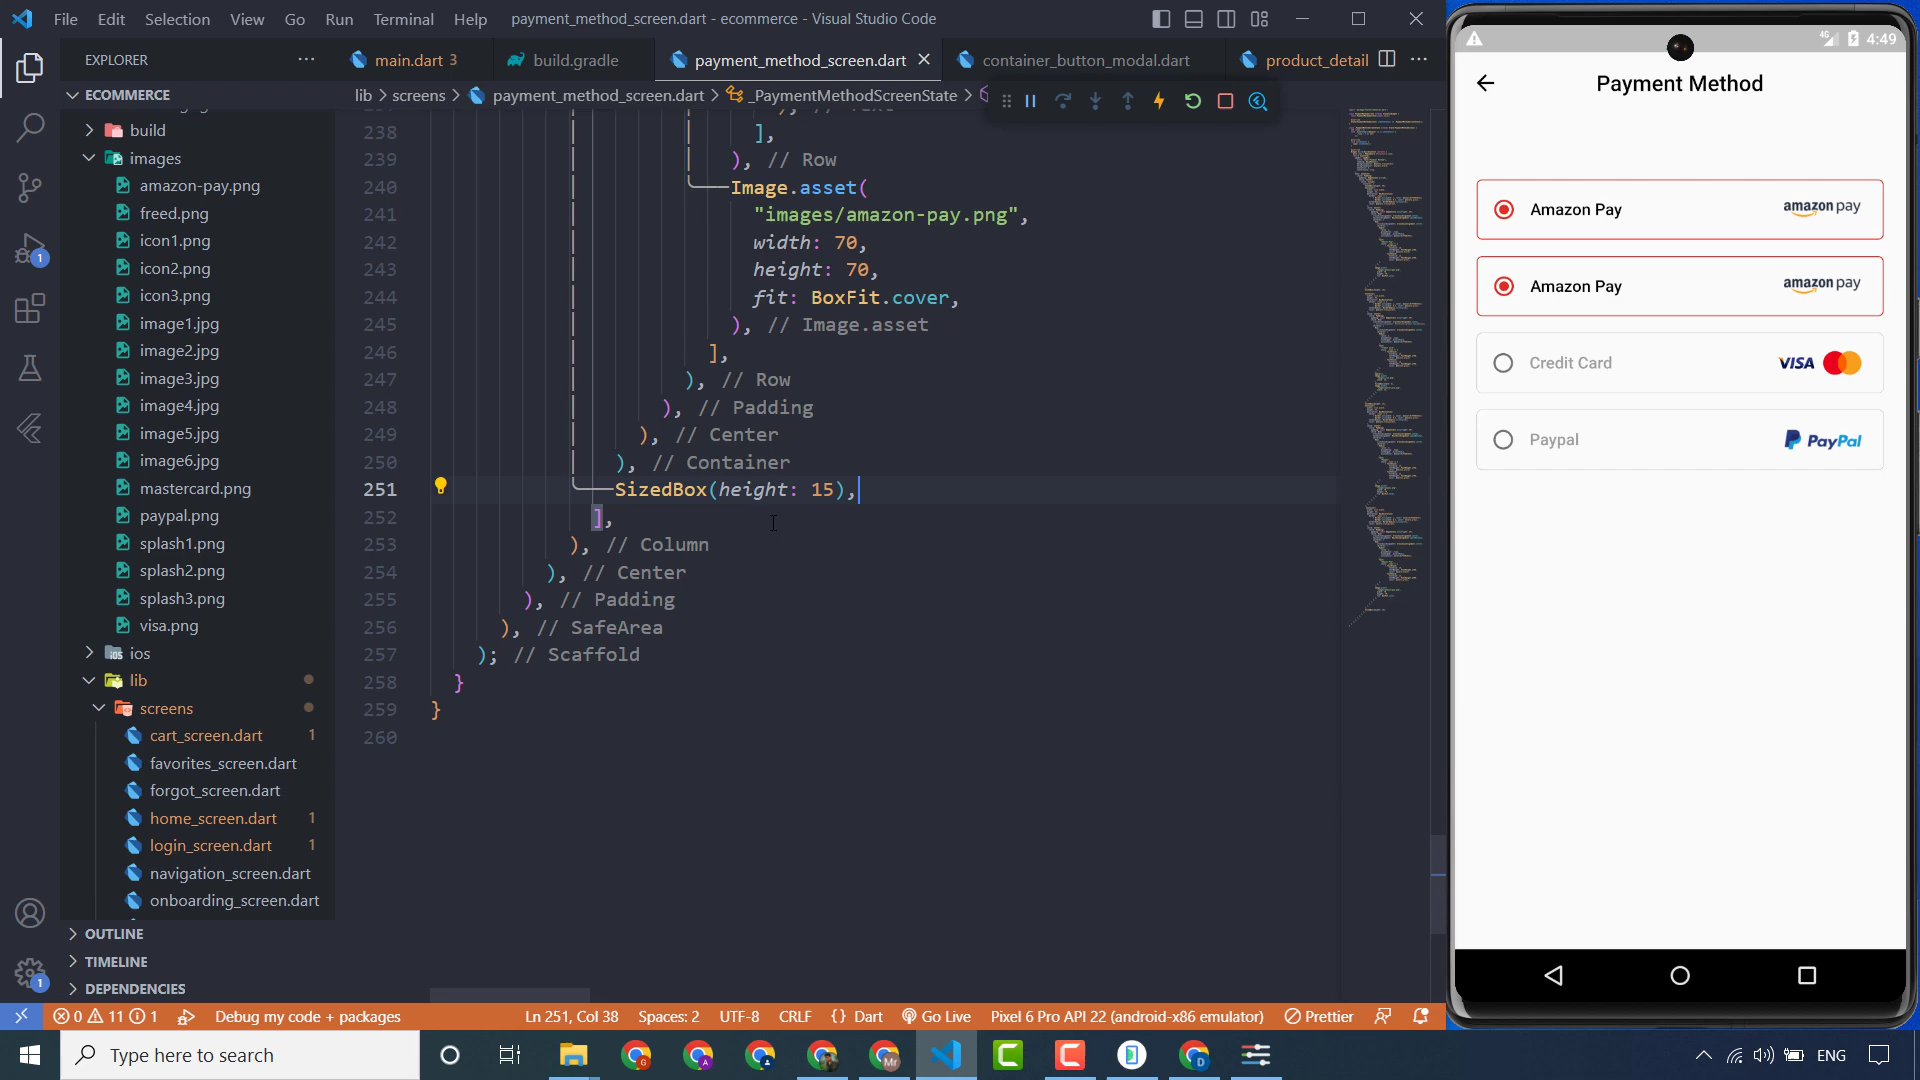 File Edit Selection View Go Run Terminal Help payment_method_screen.dart - ecommerce - Visual Studio Code
EXPLORER
main.dart 3
build.gradle
payment_method_screen.dart
container_button_modal.dart
product_detail
ECOMMERCE
lib > screens > payment_method_screen.dart > _PaymentMethodScreenState >
build
images
amazon-pay.png
freed.png
icon1.png
icon2.png
icon3.png
image1.jpg
image2.jpg
image3.jpg
image4.jpg
image5.jpg
image6.jpg
mastercard.png
paypal.png
splash1.png
splash2.png
splash3.png
visa.png
ios
lib
screens
cart_screen.dart 1
favorites_screen.dart
forgot_screen.dart
home_screen.dart 1
login_screen.dart 1
navigation_screen.dart
onboarding_screen.dart
OUTLINE
TIMELINE
DEPENDENCIES
238 ],
239 ), // Row
240 Image.asset(
241 "images/amazon-pay.png",
242 width: 70,
243 height: 70,
244 fit: BoxFit.cover,
245 ), // Image.asset
246 ],
247 ), // Row
248 ), // Padding
249 ), // Center
250 ), // Container
251 SizedBox(height: 15),
252 ],
253 ), // Column
254 ), // Center
255 ), // Padding
256 ), // SafeArea
257 ); // Scaffold
258 }
259 }
260
4G 4:49
Payment Method
Amazon Pay amazon pay
Amazon Pay amazon pay
Credit Card VISA
Paypal PayPal
0 11 1 Debug my code + packages Ln 251, Col 38 Spaces: 2 UTF-8 CRLF {} Dart Go Live Pixel 6 Pro API 22 (android-x86 emulator) Prettier
Type here to search
ENG